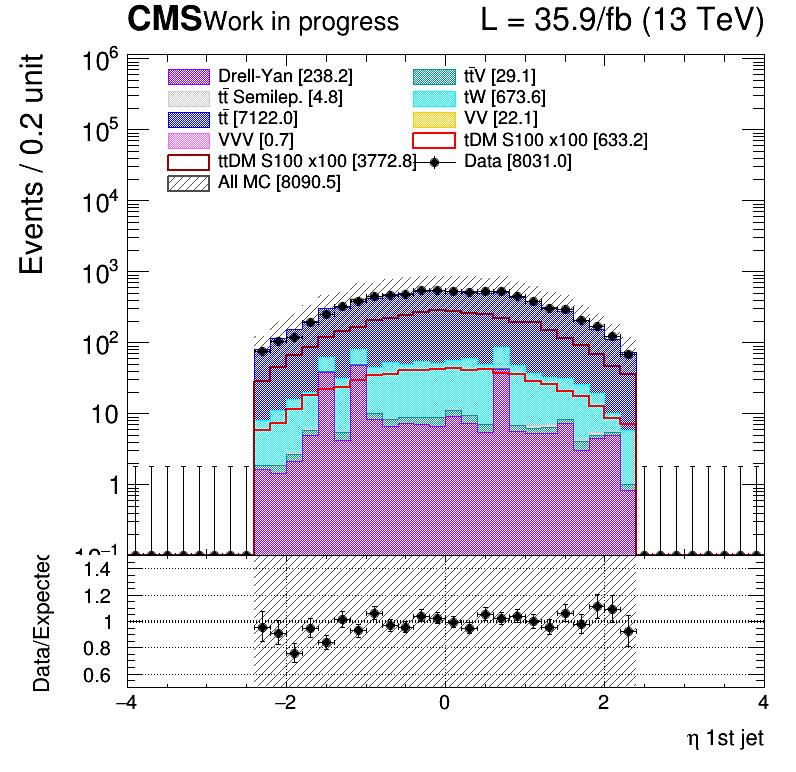 CMS Work in progress L = 35.9/fb (13 TeV)
Events / 0.2 unit
10⁶
10⁵
10⁴
10³
10²
10
1
10⁻¹
Drell-Yan [238.2]
tt̄V [29.1]
tt̄ Semilep. [4.8]
tW [673.6]
tt̄ [7122.0]
VV [22.1]
VVV [0.7]
tDM S100 x100 [633.2]
ttDM S100 x100 [3772.8]
Data [8031.0]
All MC [8090.5]
Data/Expected
1.4
1.2
1
0.8
0.6
−4 −2 0 2 4
η 1st jet